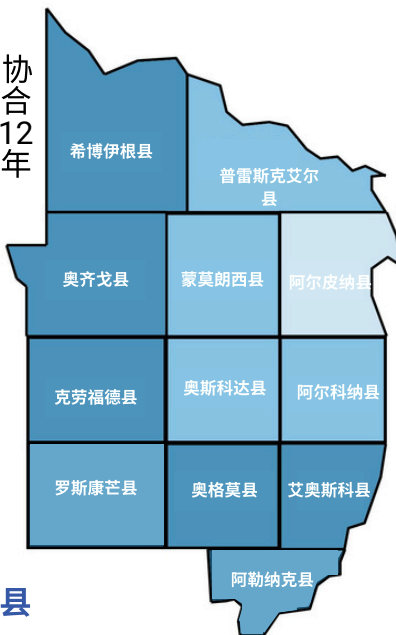 协
合
12
年
希博伊根县
普雷斯克艾尔
县
奥齐戈县
蒙莫朗西县
阿尔皮纳县
克劳福德县
奥斯科达县
阿尔科纳县
罗斯康芒县
奥格莫县
艾奥斯科县
阿勒纳克县
县